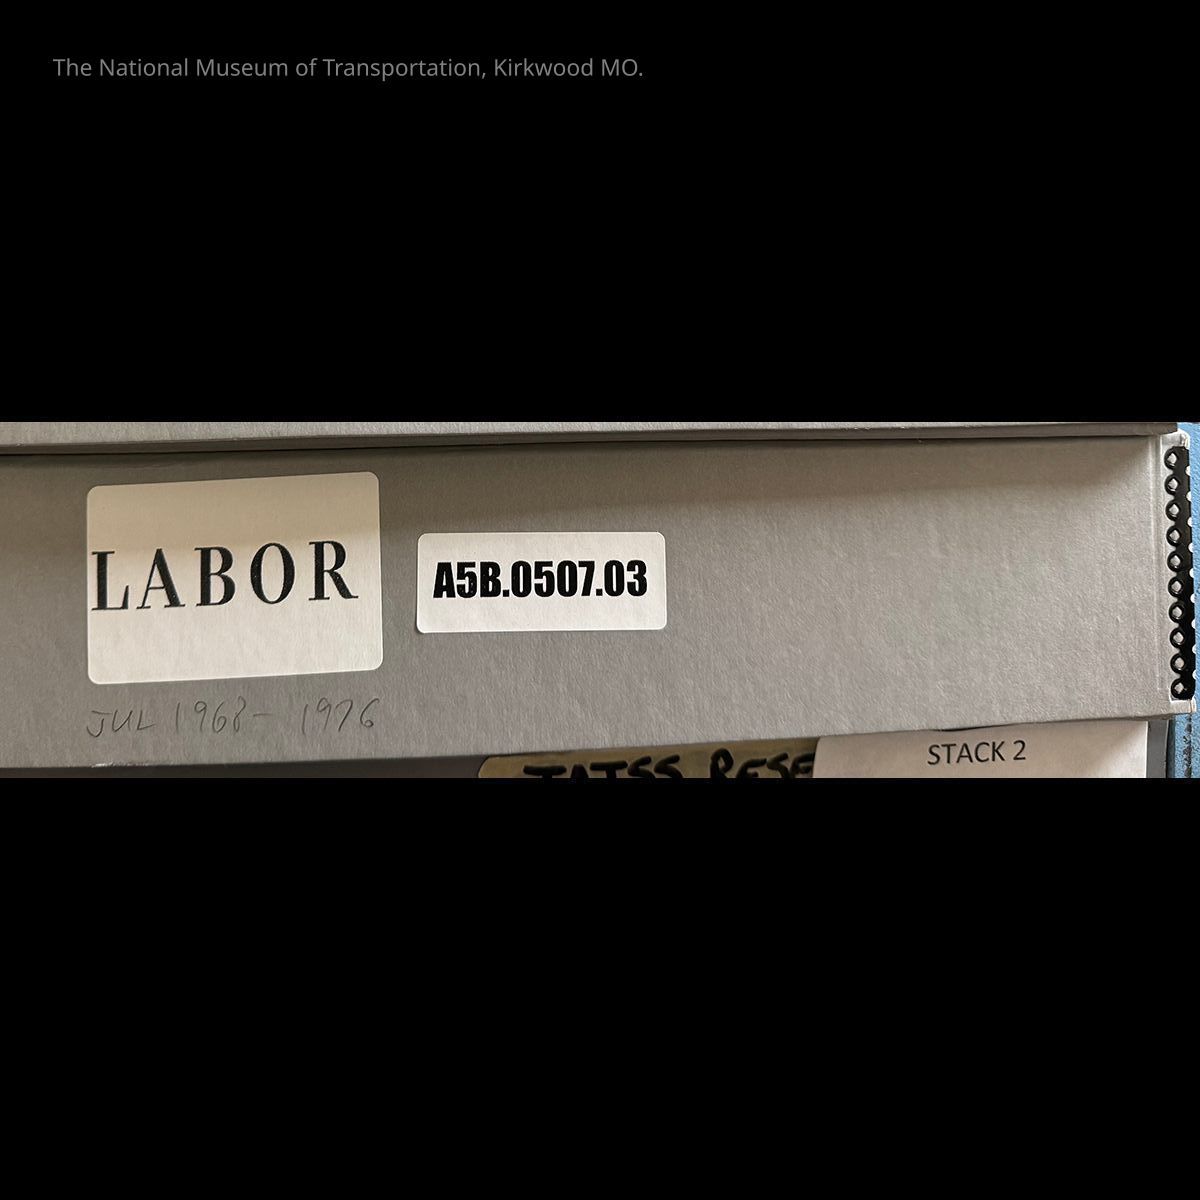 The National Museum of Transportation, Kirkwood MO.
LABOR
A5B.0507.03
JUL 1968 - 1976
STACK 2